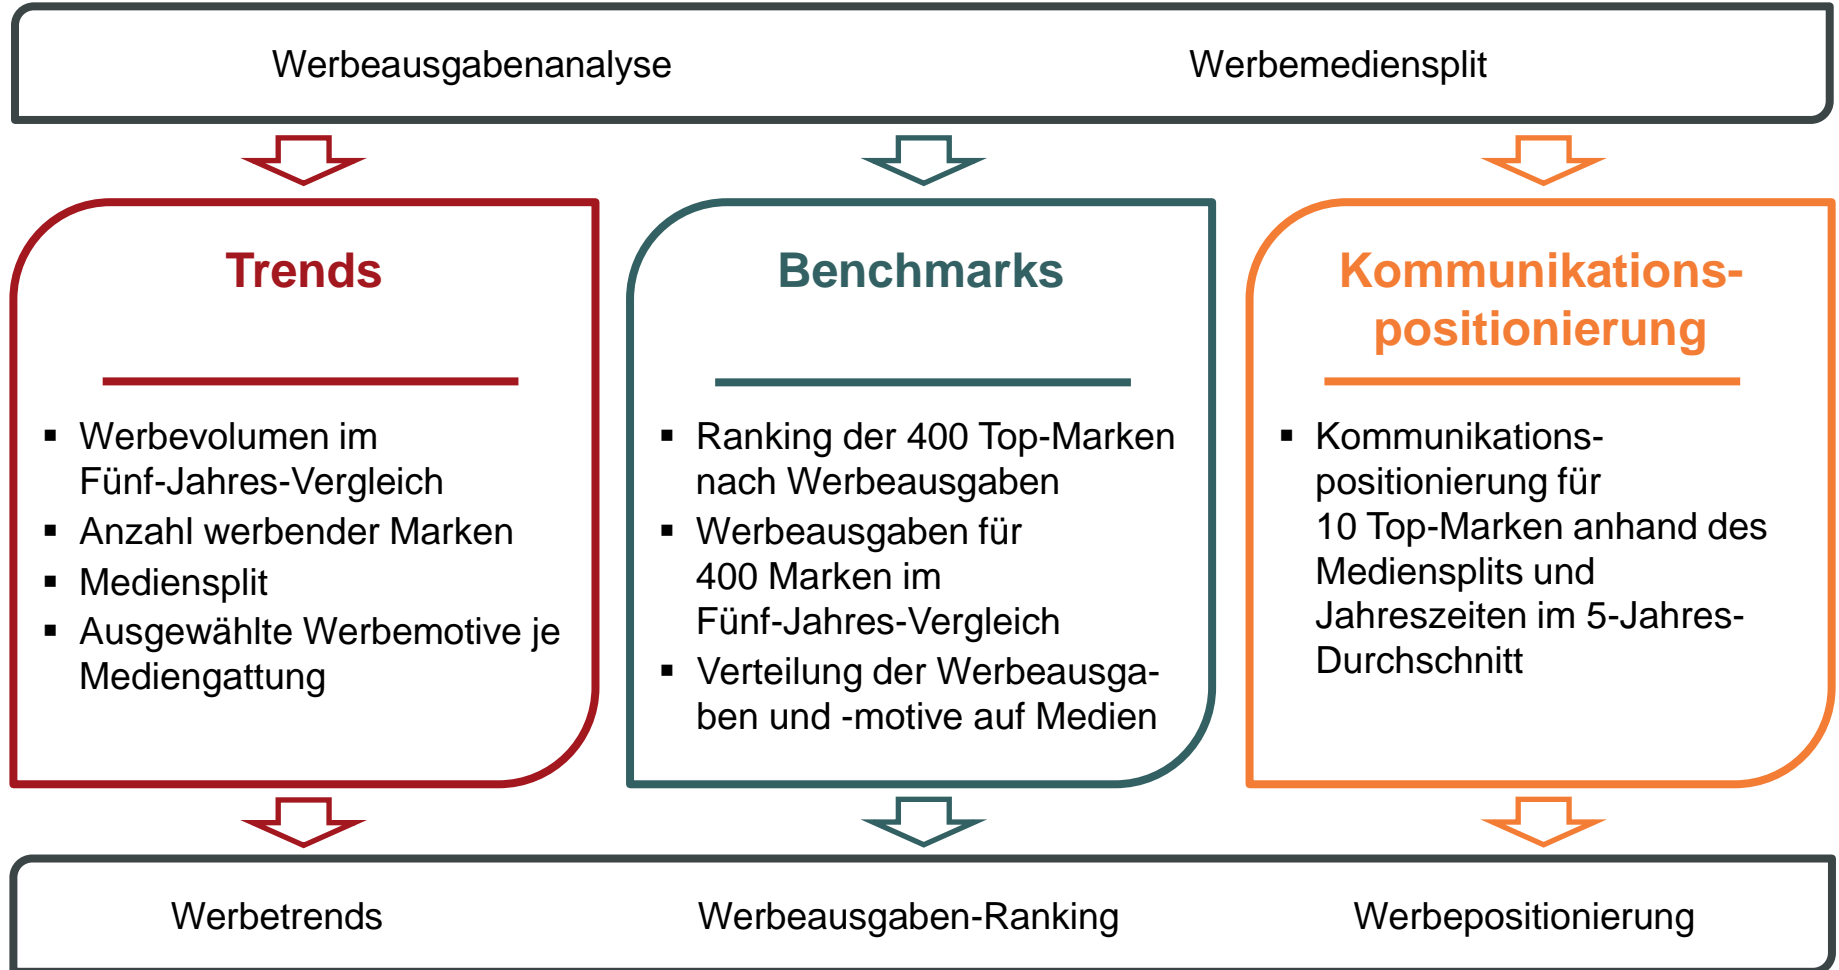 Werbeausgabenanalyse Werbemediensplit
Trends
▪ Werbevolumen im
Fünf-Jahres-Vergleich
▪ Anzahl werbender Marken
▪ Mediensplit
▪ Ausgewählte Werbemotive je
Mediengattung
Benchmarks
▪ Ranking der 400 Top-Marken
nach Werbeausgaben
▪ Werbeausgaben für
400 Marken im
Fünf-Jahres-Vergleich
▪ Verteilung der Werbeausga-
ben und -motive auf Medien
Kommunikations-
positionierung
▪ Kommunikations-
positionierung für
10 Top-Marken anhand des
Mediensplits und
Jahreszeiten im 5-Jahres-
Durchschnitt
Werbetrends Werbeausgaben-Ranking Werbepositionierung